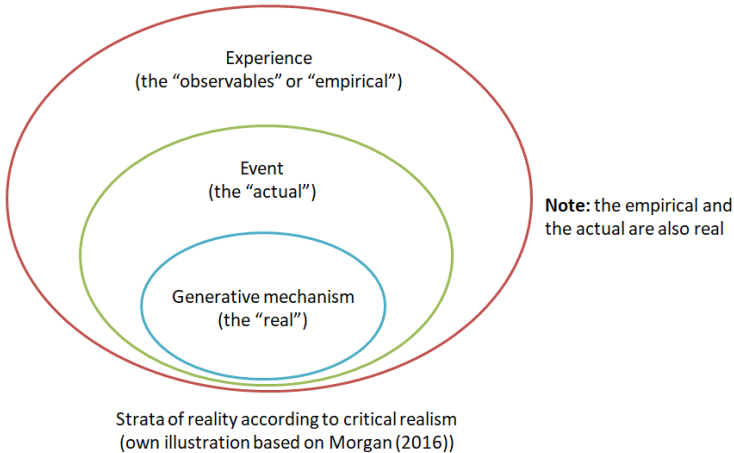 Experience
(the “observables” or “empirical”)
Event
(the “actual”)
Generative mechanism
(the “real”)
Note: the empirical and
the actual are also real
Strata of reality according to critical realism
(own illustration based on Morgan (2016))